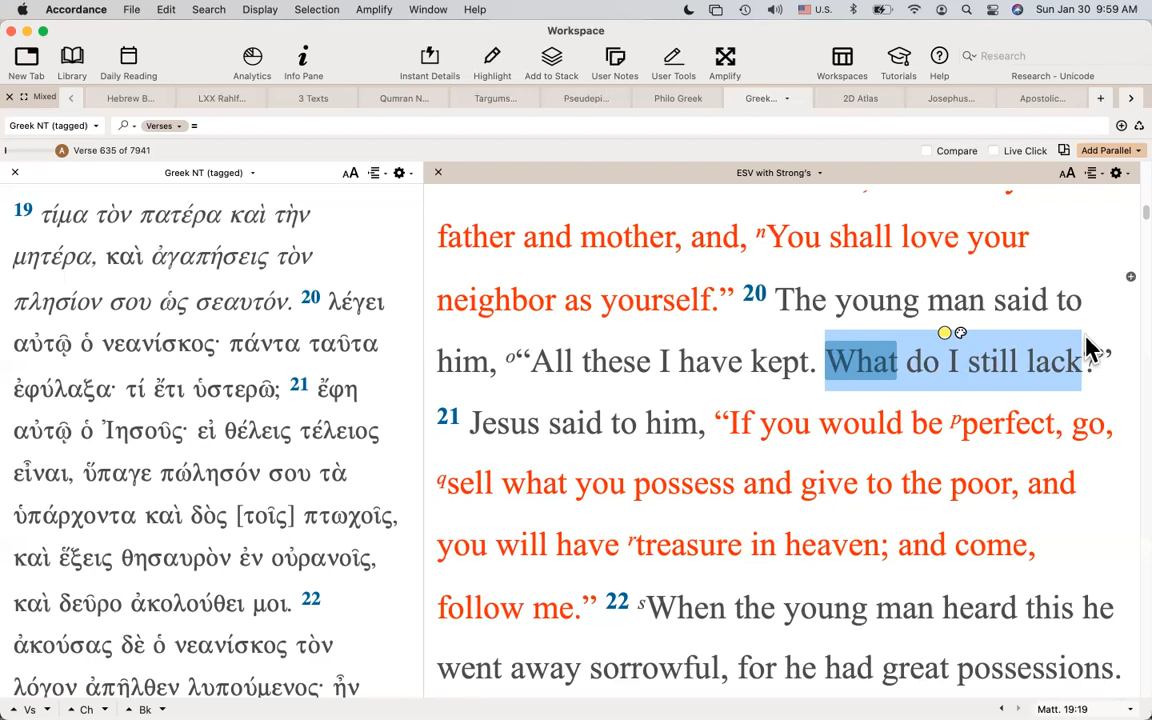 Accordance File Edit Search Display Selection Amplify Window Help U.S. Sun Jan 30 9:59 AM
Workspace
New Tab Library Daily Reading Analytics Info Pane Instant Details Highlight Add to Stack User Notes User Tools Amplify Workspaces Tutorials Help Research
Research - Unicode
Mixed Hebrew B... LXX Rahlf... 3 Texts Qumran N... Targums... Pseudepi... Philo Greek Greek... 2D Atlas Josephus... Apostolic...
Greek NT (tagged) Verses =
A Verse 635 of 7941 Compare Live Click Add Parallel
Greek NT (tagged)
19 τίμα τὸν πατέρα καὶ τὴν
μητέρα, καὶ ἀγαπήσεις τὸν
πλησίον σου ὡς σεαυτόν. 20 λέγει
αὐτῷ ὁ νεανίσκος· πάντα ταῦτα
ἐφύλαξα· τί ἔτι ὑστερῶ; 21 ἔφη
αὐτῷ ὁ Ἰησοῦς· εἰ θέλεις τέλειος
εἶναι, ὕπαγε πώλησόν σου τὰ
ὑπάρχοντα καὶ δὸς [τοῖς] πτωχοῖς,
καὶ ἕξεις θησαυρὸν ἐν οὐρανοῖς,
καὶ δεῦρο ἀκολούθει μοι. 22
ἀκούσας δὲ ὁ νεανίσκος τὸν
λόγον ἀπῆλθεν λυπούμενος· ἦν
ESV with Strong's
father and mother, and, n“You shall love your
neighbor as yourself.” 20 The young man said to
him, o“All these I have kept. What do I still lack?”
21 Jesus said to him, “If you would be pperfect, go,
qsell what you possess and give to the poor, and
you will have rtreasure in heaven; and come,
follow me.” 22 sWhen the young man heard this he
went away sorrowful, for he had great possessions.
Vs Ch Bk Matt. 19:19